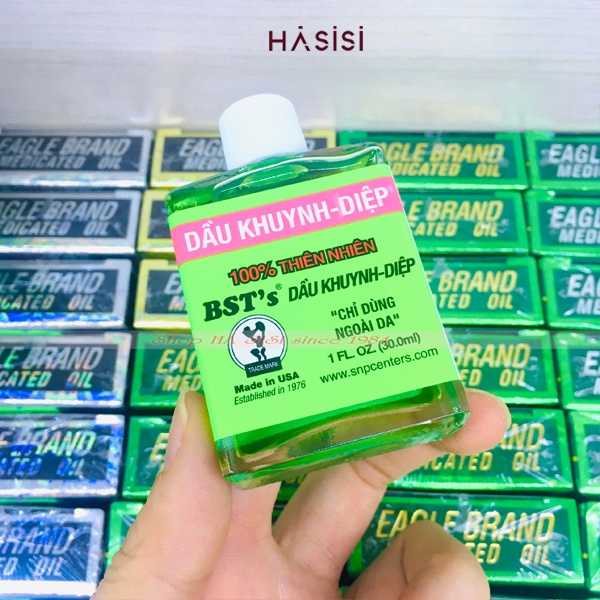 HASISI
DẦU KHUYNH-DIỆP®
100% THIÊN NHIÊN
BST's® DẦU KHUYNH-DIỆP
"CHỈ DÙNG
NGOÀI DA"
1 FL. OZ (30.0ml)
www.snpcenters.com
TRADE MARK
Made in USA
Established in 1976
EAGLE BRAND
MEDICATED OIL
EAGLE BRAND
MEDICATED OIL
EAGLE BRAND
MEDICATED OIL
EAGLE BRAND
MEDICATED OIL